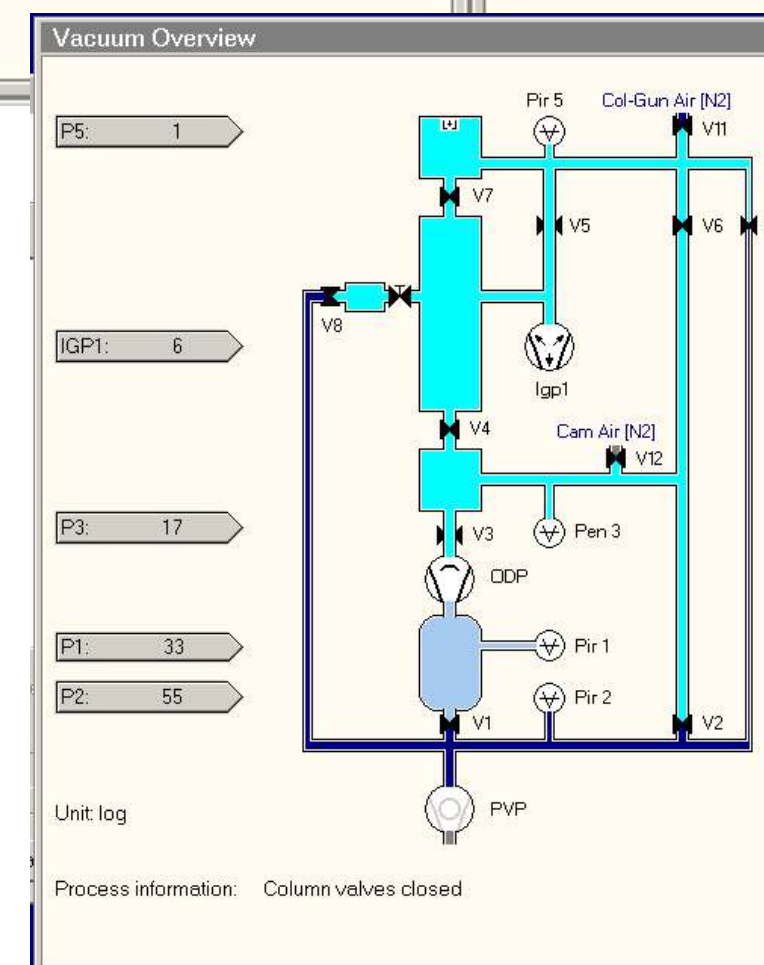 Vacuum Overview
Pir 5
Col-Gun Air [N2]
P5: 1
V11
V7
V5
V6
V8
IGP1: 6
Igp1
V4
Cam Air [N2]
V12
P3: 17
V3
Pen 3
ODP
P1: 33
Pir 1
P2: 55
Pir 2
V1
V2
Unit: log
PVP
Process information: Column valves closed